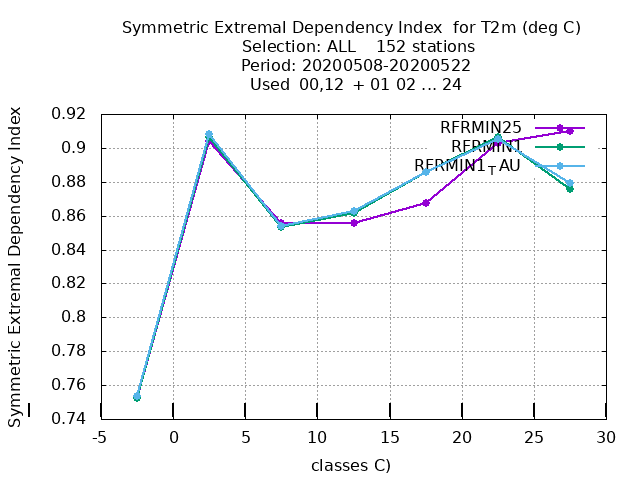 Symmetric Extremal Dependency Index for T2m (deg C)
Selection: ALL 152 stations
Period: 20200508-20200522
Used 00,12 + 01 02 ... 24
Symmetric Extremal Dependency Index
0.92
0.9
0.88
0.86
0.84
0.82
0.8
0.78
0.76
0.74
RFRMIN25
RFRMIN1
RFRMIN1TAU
-5
0
5
10
15
20
25
30
classes C)